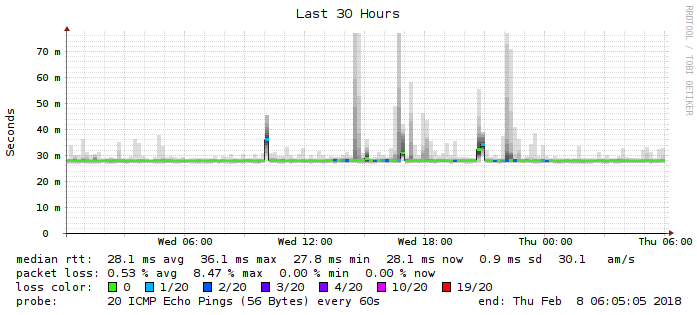 Last 30 Hours
RRDTOOL / TOBI OETIKER
Seconds
70 m
60 m
50 m
40 m
30 m
20 m
10 m
0
Wed 06:00 Wed 12:00 Wed 18:00 Thu 00:00 Thu 06:00
median rtt: 28.1 ms avg 36.1 ms max 27.8 ms min 28.1 ms now 0.9 ms sd 30.1 am/s
packet loss: 0.53 % avg 8.47 % max 0.00 % min 0.00 % now
loss color: 0 1/20 2/20 3/20 4/20 10/20 19/20
probe: 20 ICMP Echo Pings (56 Bytes) every 60s end: Thu Feb 8 06:05:05 2018